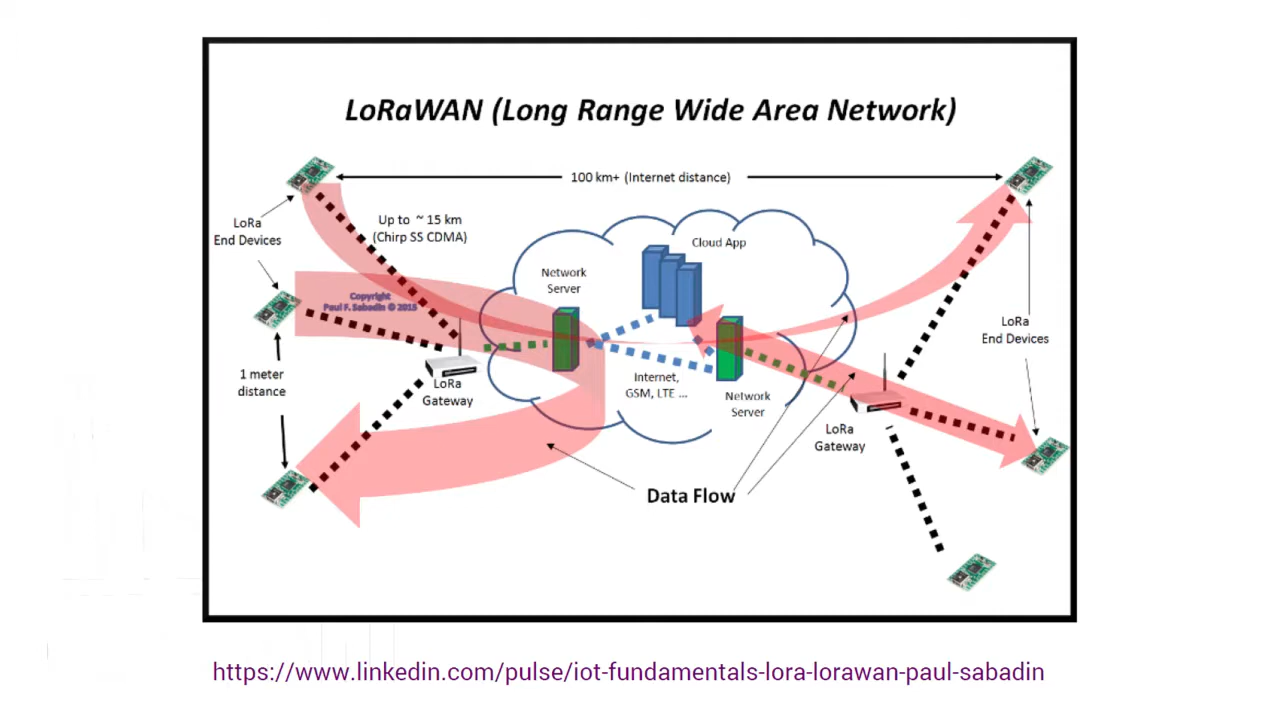 LoRaWAN (Long Range Wide Area Network)
100 km+ (Internet distance)
LoRa
End Devices
Up to ~ 15 km
(Chirp SS CDMA)
Cloud App
Network
Server
Copyright
Paul F. Sabadin © 2015
LoRa
End Devices
1 meter
distance
LoRa
Gateway
Internet,
GSM, LTE ...
Network
Server
LoRa
Gateway
Data Flow
https://www.linkedin.com/pulse/iot-fundamentals-lora-lorawan-paul-sabadin